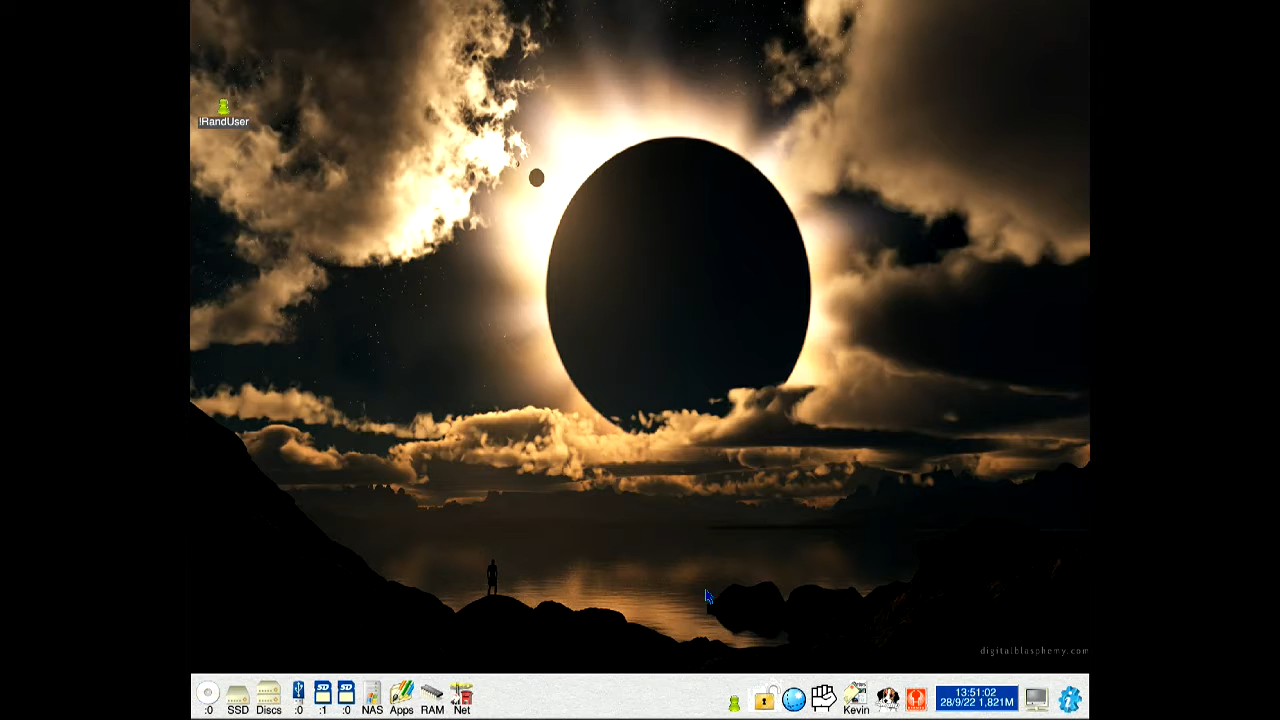 !RandUser
digitalblasphemy.com
:0
SSD
Discs
:0
:1
:0
NAS
Apps
RAM
Net
Kevin
13:51:02
28/9/22 1,821M